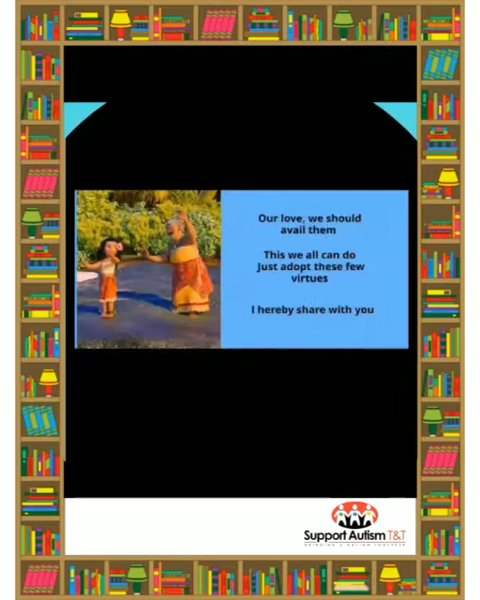 Our love, we should
avail them
This we all can do
Just adopt these few
virtues
I hereby share with you
Support Autism T&T